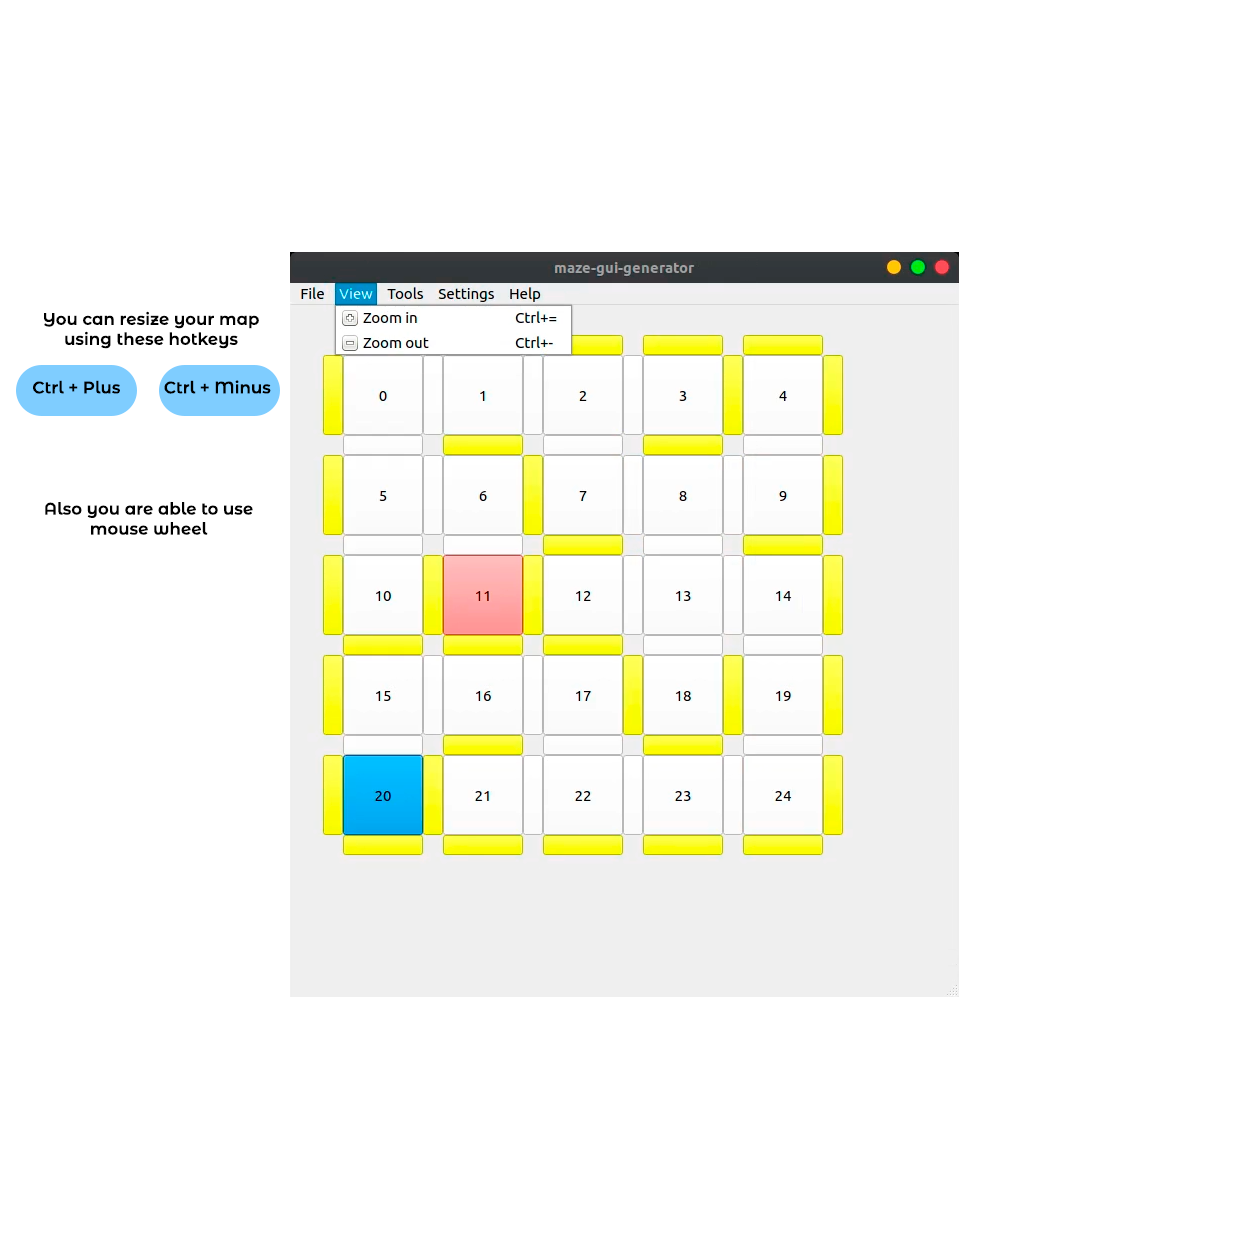 maze-gui-generator
File View Tools Settings Help
Zoom in Ctrl+=
Zoom out Ctrl+-
You can resize your map
using these hotkeys
Ctrl + Plus Ctrl + Minus
Also you are able to use
mouse wheel
0 1 2 3 4
5 6 7 8 9
10 11 12 13 14
15 16 17 18 19
20 21 22 23 24